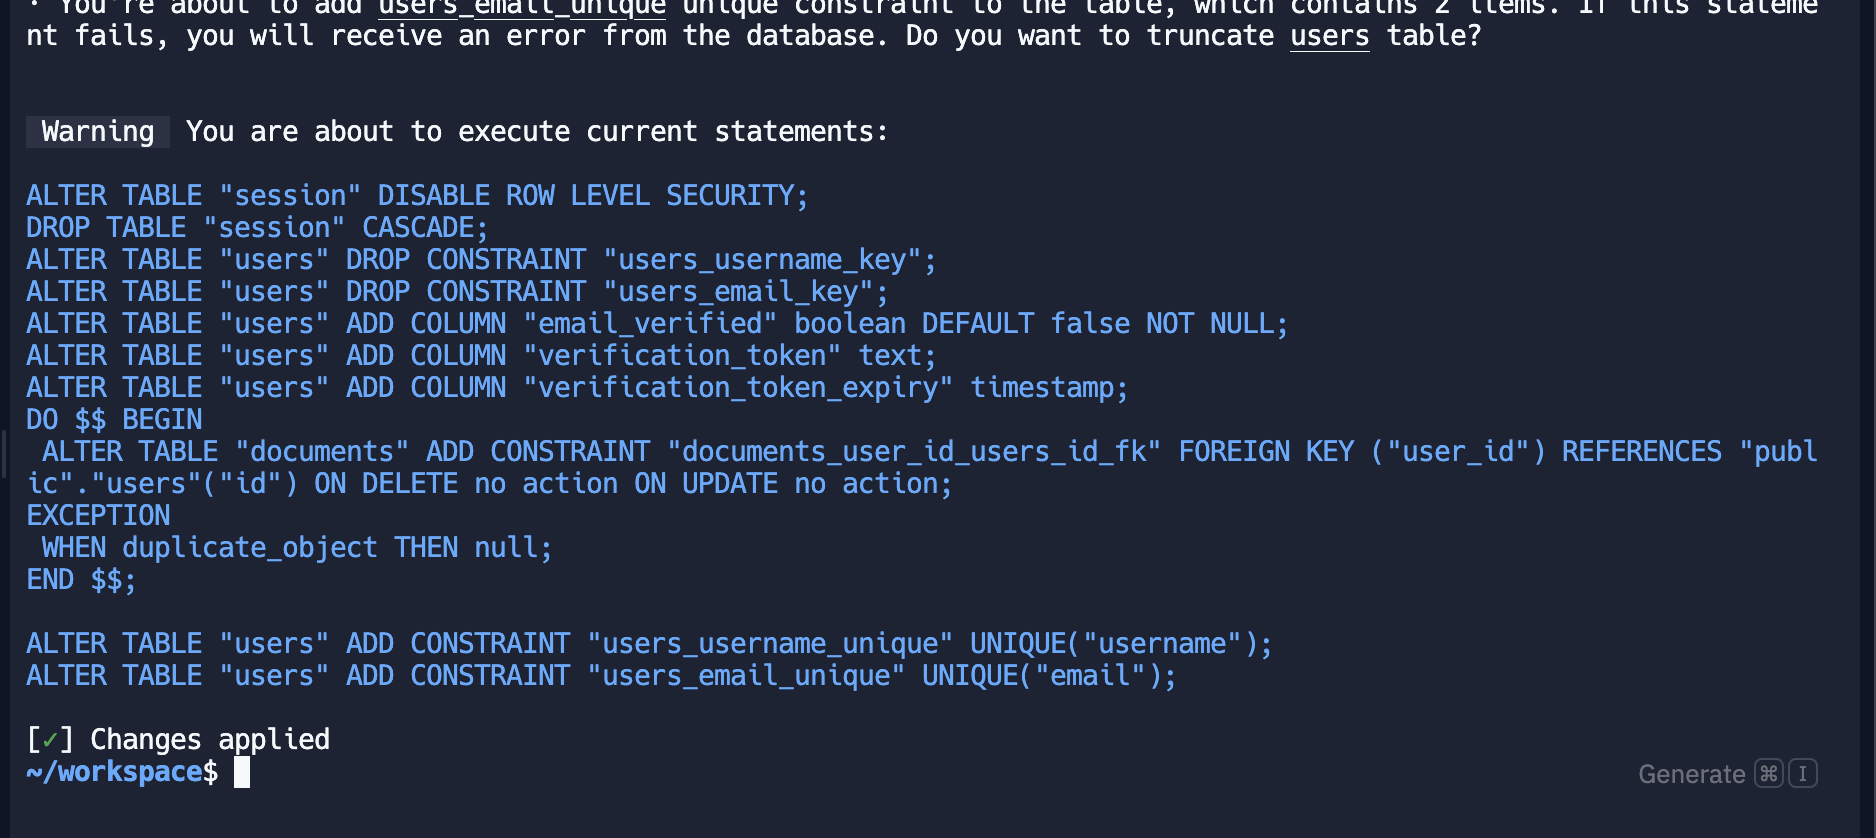 · You're about to add users_email_unique unique constraint to the table, which contains 2 items. If this stateme
nt fails, you will receive an error from the database. Do you want to truncate users table?
Warning You are about to execute current statements:
ALTER TABLE "session" DISABLE ROW LEVEL SECURITY;
DROP TABLE "session" CASCADE;
ALTER TABLE "users" DROP CONSTRAINT "users_username_key";
ALTER TABLE "users" DROP CONSTRAINT "users_email_key";
ALTER TABLE "users" ADD COLUMN "email_verified" boolean DEFAULT false NOT NULL;
ALTER TABLE "users" ADD COLUMN "verification_token" text;
ALTER TABLE "users" ADD COLUMN "verification_token_expiry" timestamp;
DO $$ BEGIN
 ALTER TABLE "documents" ADD CONSTRAINT "documents_user_id_users_id_fk" FOREIGN KEY ("user_id") REFERENCES "publ
ic"."users"("id") ON DELETE no action ON UPDATE no action;
EXCEPTION
 WHEN duplicate_object THEN null;
END $$;
ALTER TABLE "users" ADD CONSTRAINT "users_username_unique" UNIQUE("username");
ALTER TABLE "users" ADD CONSTRAINT "users_email_unique" UNIQUE("email");
[✓] Changes applied
~/workspace$
Generate ⌘ I